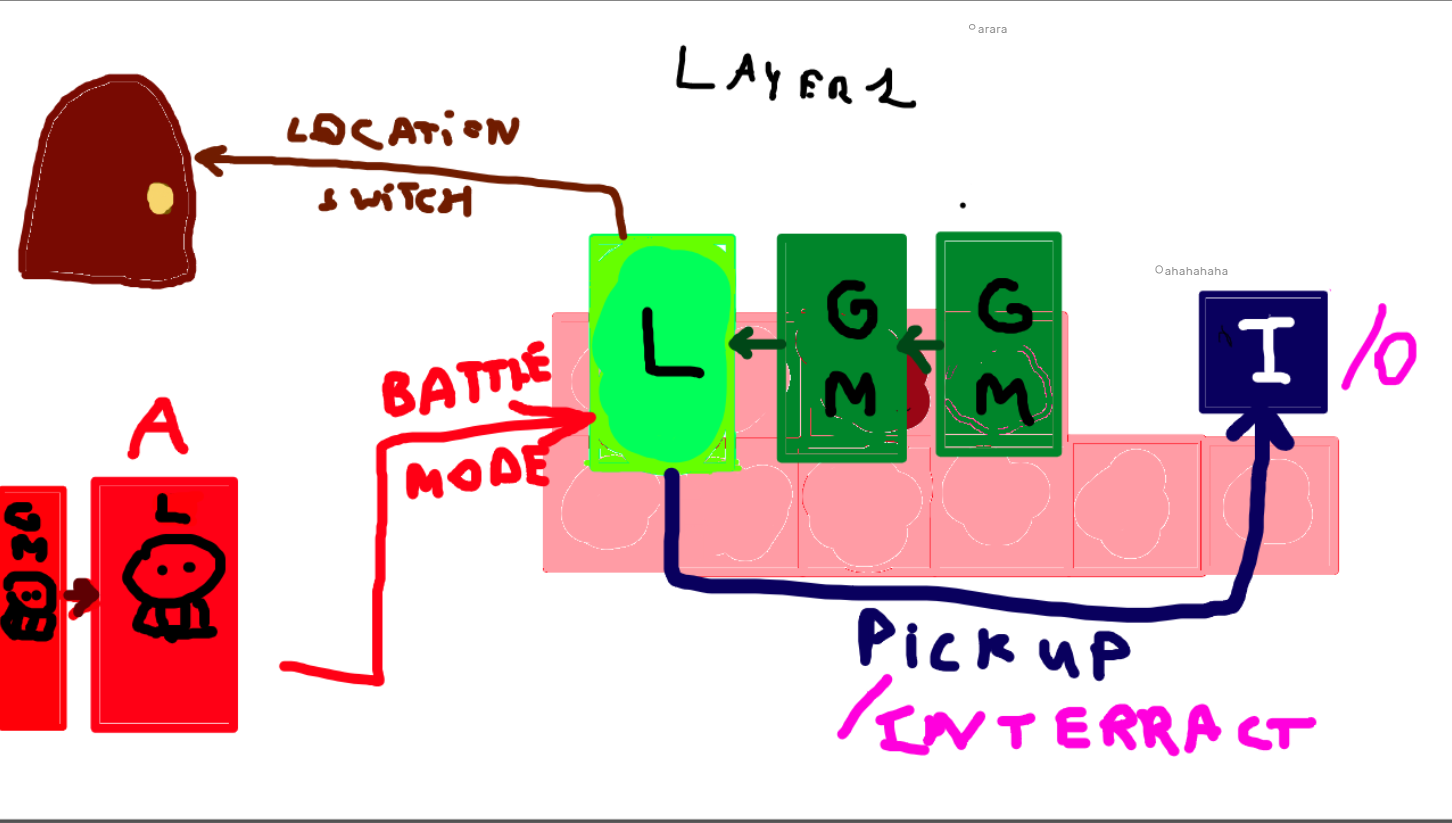 arara
LAYER 1
LOCATION
SWITCH
ahahahaha
G
G
L
I
/O
M
M
BATTLE
MODE
A
L
G
M
PICK UP
/INTERRACT